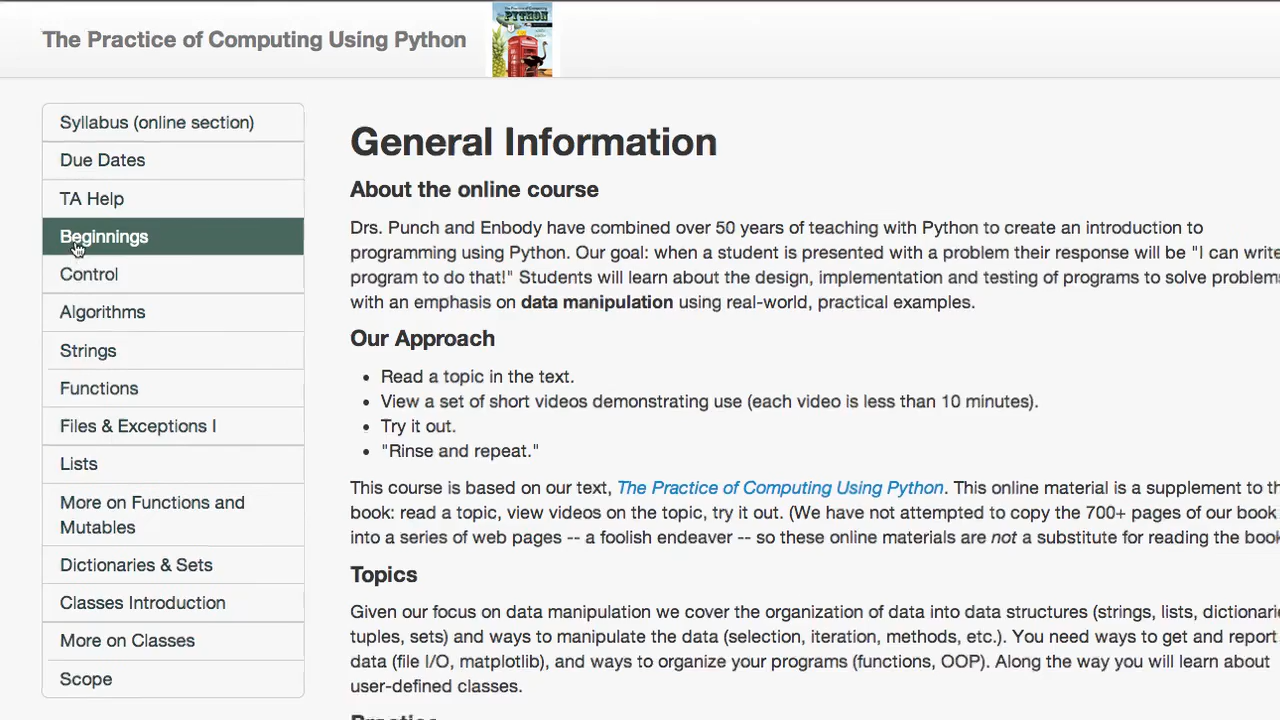 The Practice of Computing Using Python
PYTHON
Syllabus (online section)
Due Dates
TA Help
Beginnings
Control
Algorithms
Strings
Functions
Files & Exceptions I
Lists
More on Functions and
Mutables
Dictionaries & Sets
Classes Introduction
More on Classes
Scope
General Information
About the online course
Drs. Punch and Enbody have combined over 50 years of teaching with Python to create an introduction to
programming using Python. Our goal: when a student is presented with a problem their response will be "I can write
program to do that!" Students will learn about the design, implementation and testing of programs to solve problems
with an emphasis on data manipulation using real-world, practical examples.
Our Approach
• Read a topic in the text.
• View a set of short videos demonstrating use (each video is less than 10 minutes).
• Try it out.
• "Rinse and repeat."
This course is based on our text, The Practice of Computing Using Python. This online material is a supplement to th
book: read a topic, view videos on the topic, try it out. (We have not attempted to copy the 700+ pages of our book
into a series of web pages -- a foolish endeaver -- so these online materials are not a substitute for reading the book
Topics
Given our focus on data manipulation we cover the organization of data into data structures (strings, lists, dictionarie
tuples, sets) and ways to manipulate the data (selection, iteration, methods, etc.). You need ways to get and report
data (file I/O, matplotlib), and ways to organize your programs (functions, OOP). Along the way you will learn about
user-defined classes.